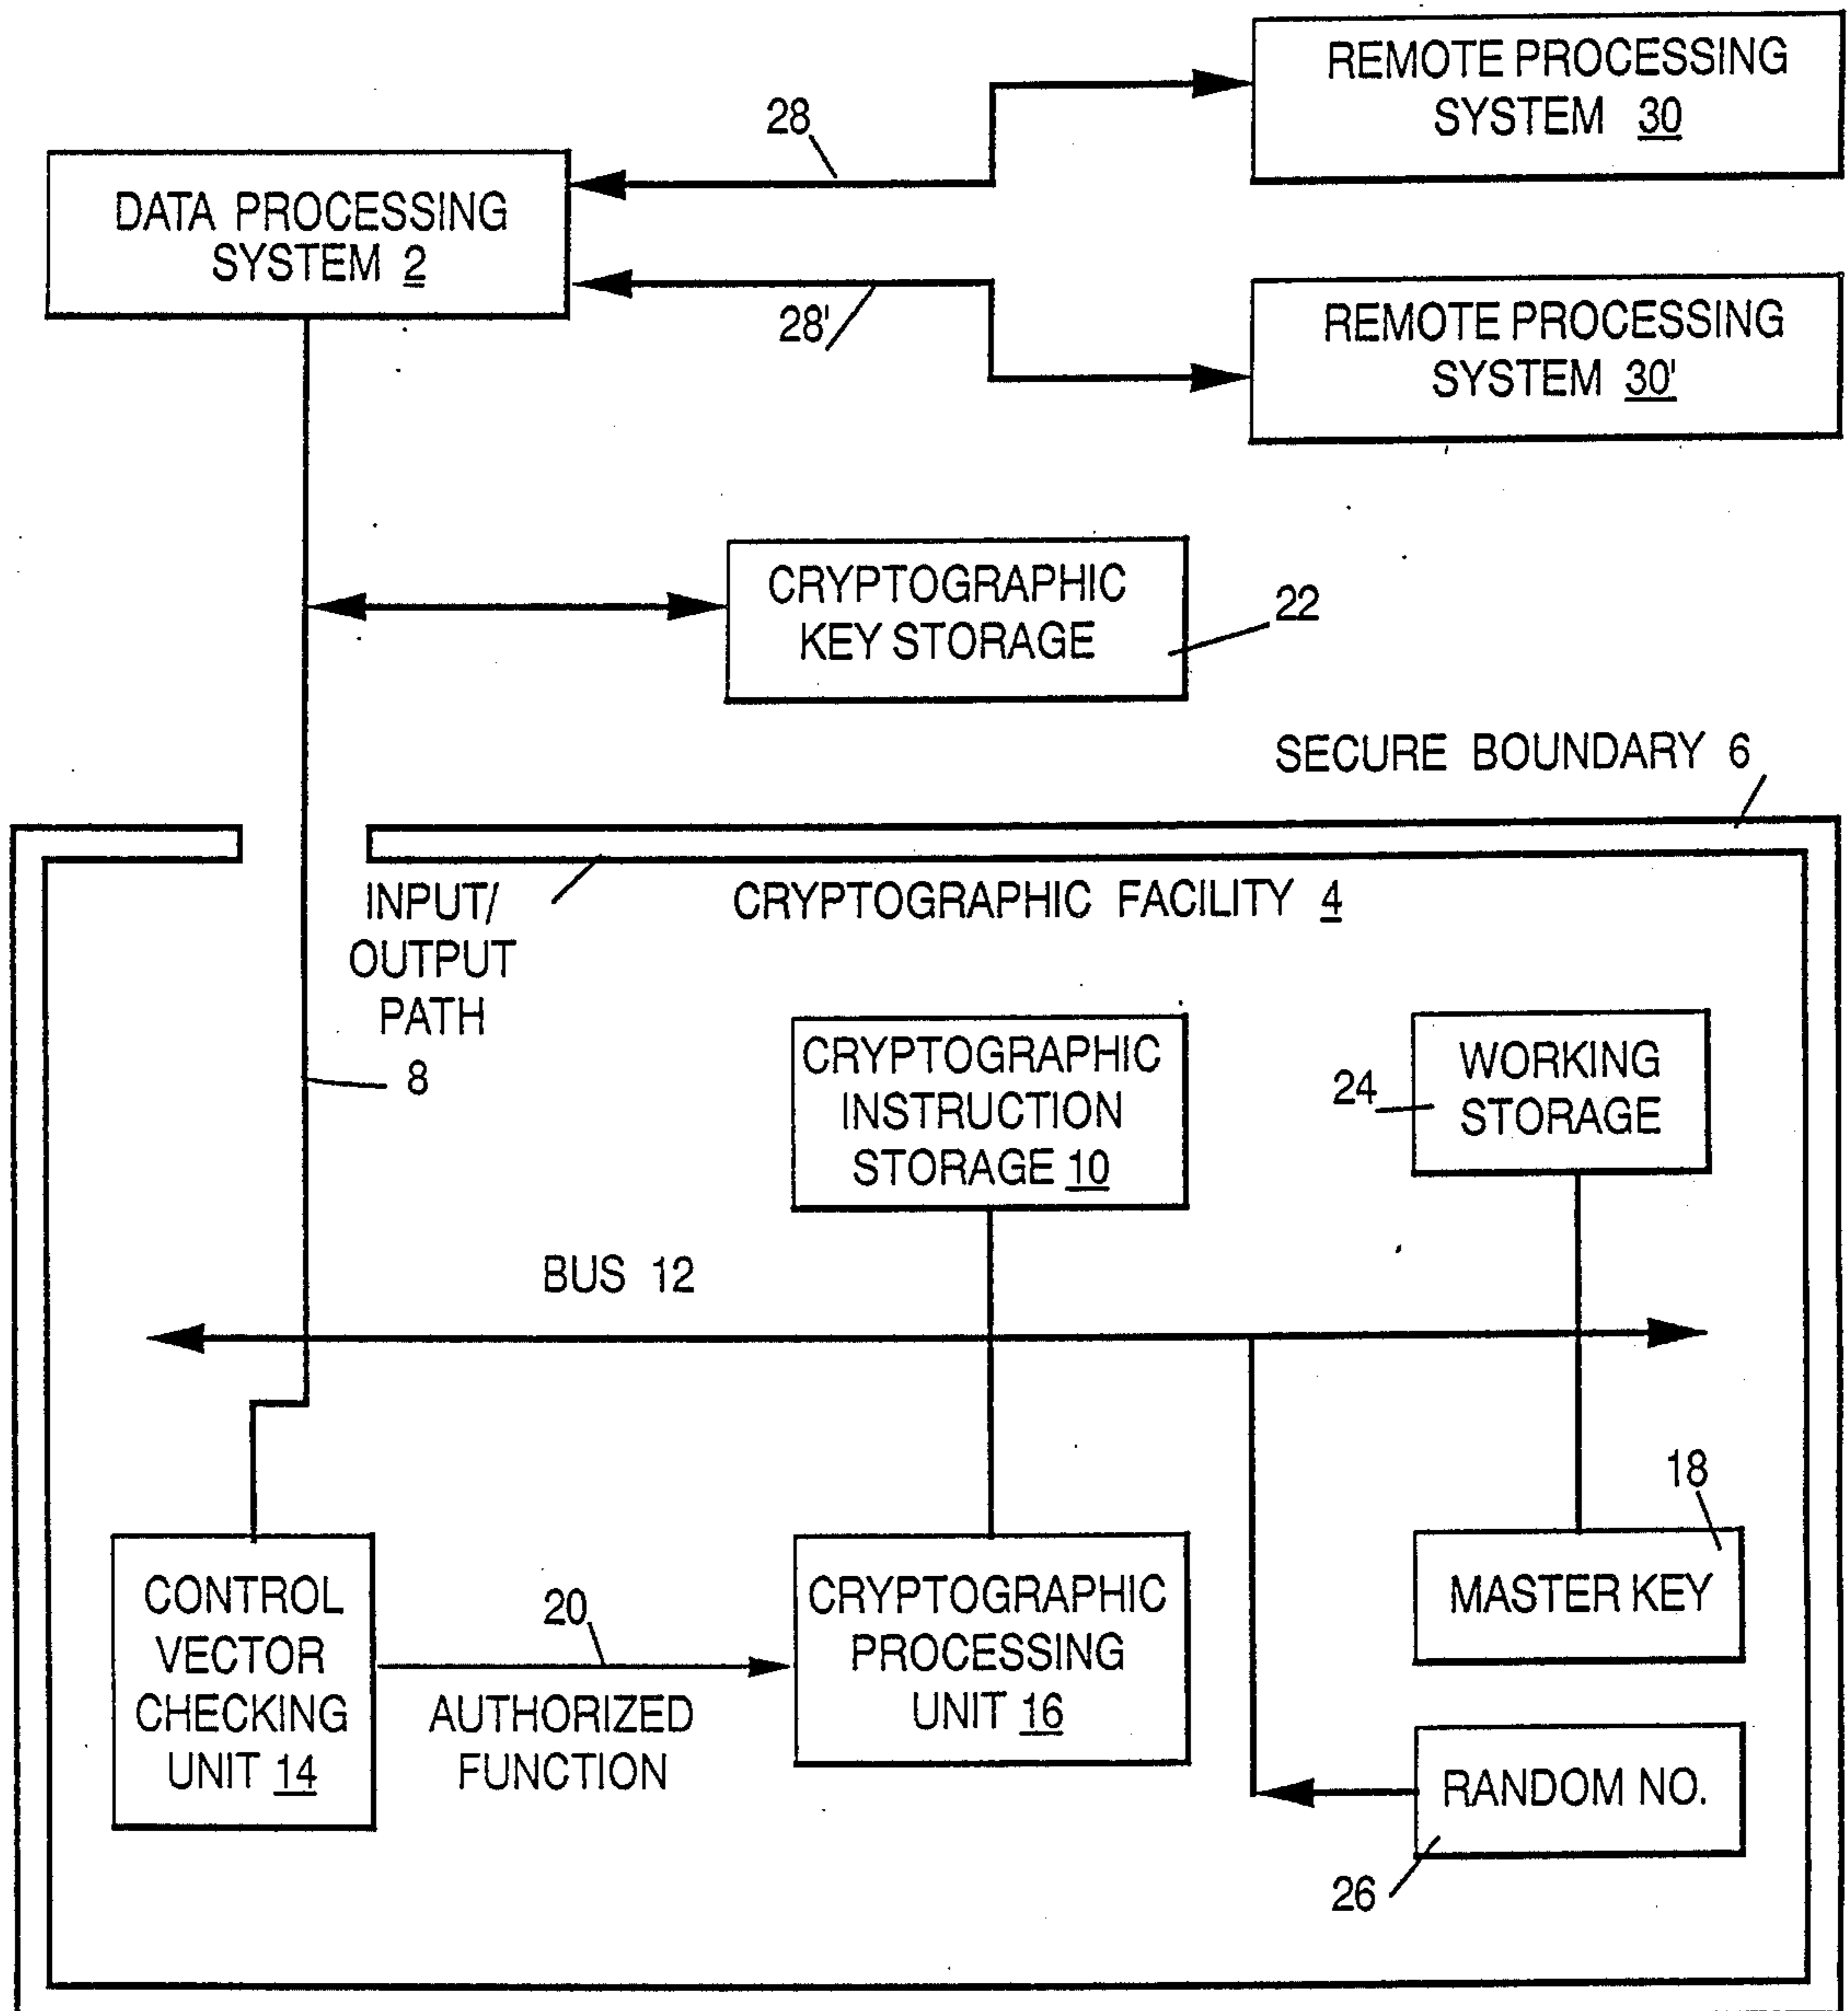 REMOTE PROCESSING
SYSTEM 30
28
DATA PROCESSING
SYSTEM 2
28'
REMOTE PROCESSING
SYSTEM 30'
CRYPTOGRAPHIC
KEY STORAGE
22
SECURE BOUNDARY 6
INPUT/
OUTPUT
PATH
8
CRYPTOGRAPHIC FACILITY 4
CRYPTOGRAPHIC
INSTRUCTION
STORAGE 10
24
WORKING
STORAGE
BUS 12
18
CONTROL
VECTOR
CHECKING
UNIT 14
20
AUTHORIZED
FUNCTION
CRYPTOGRAPHIC
PROCESSING
UNIT 16
MASTER KEY
RANDOM NO.
26